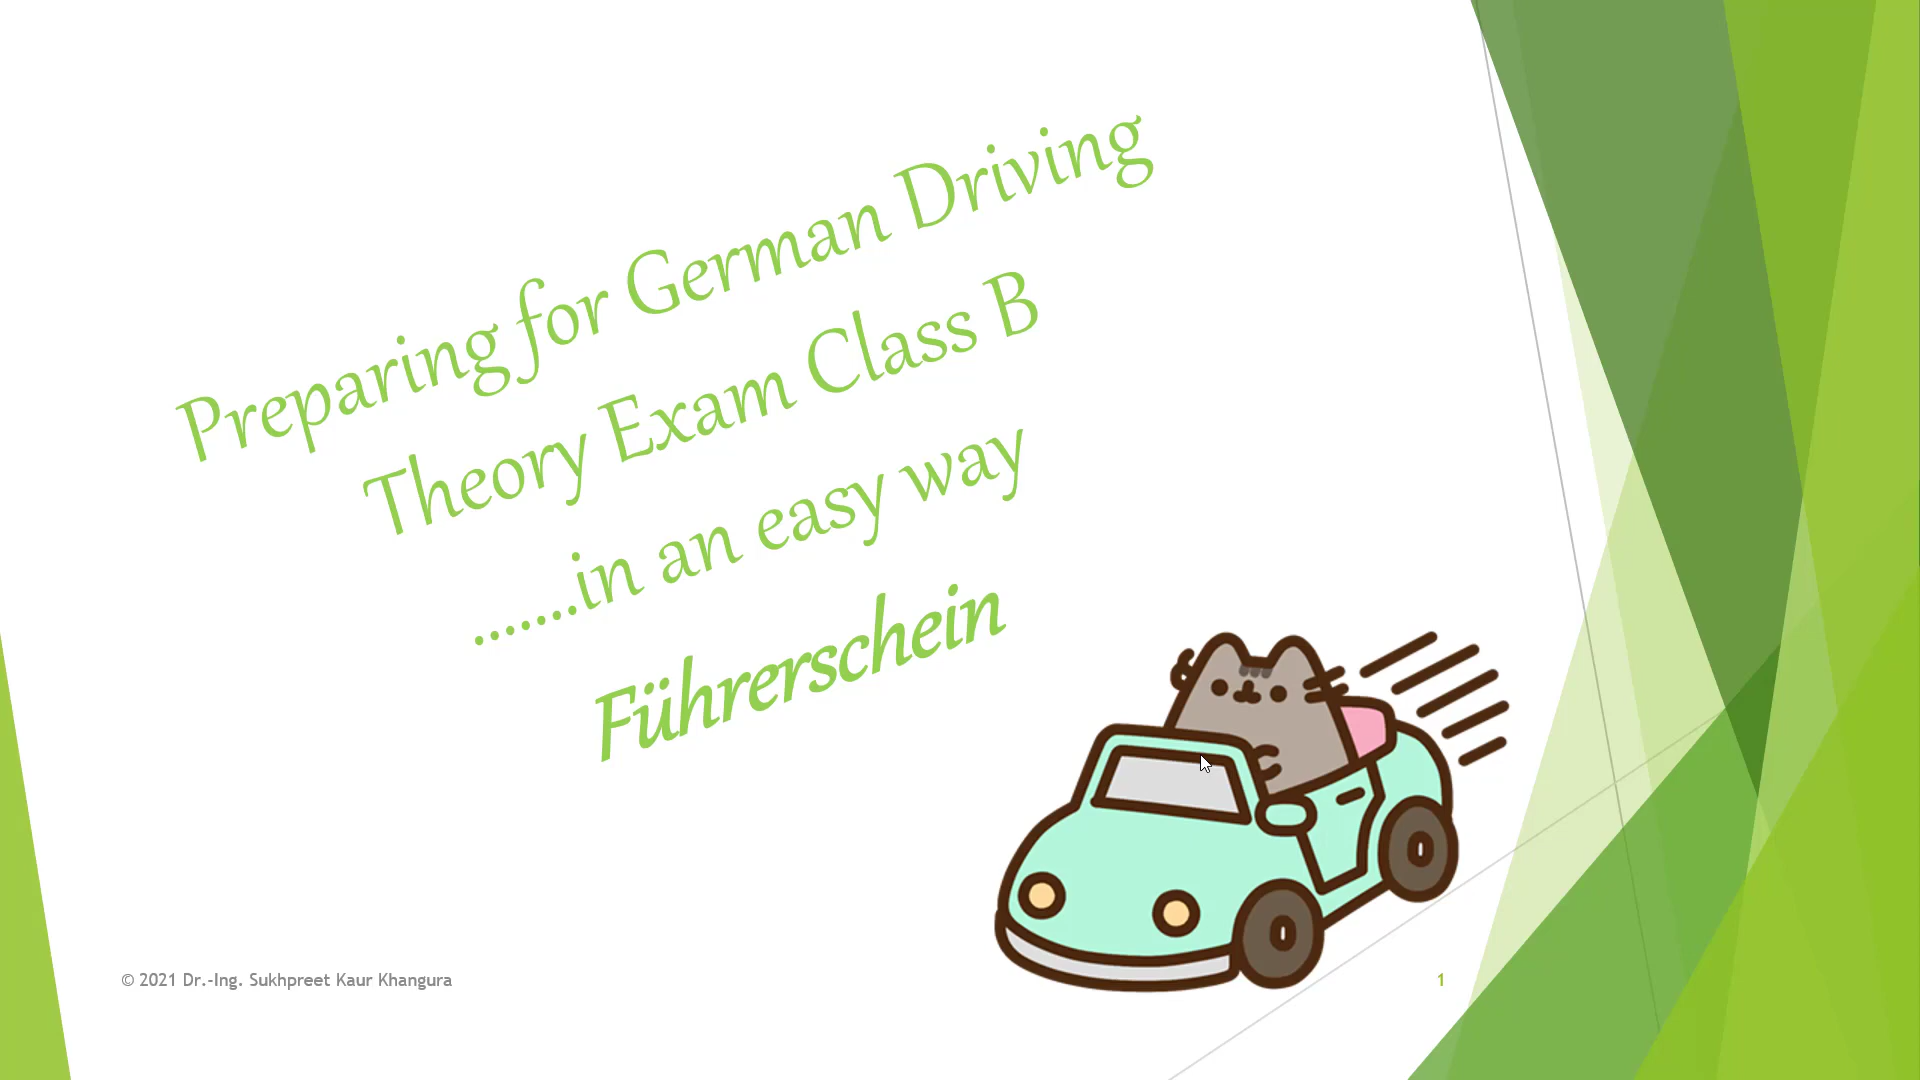 Preparing for German Driving
Theory Exam Class B
.......in an easy way
Führerschein
© 2021 Dr.-Ing. Sukhpreet Kaur Khangura
1